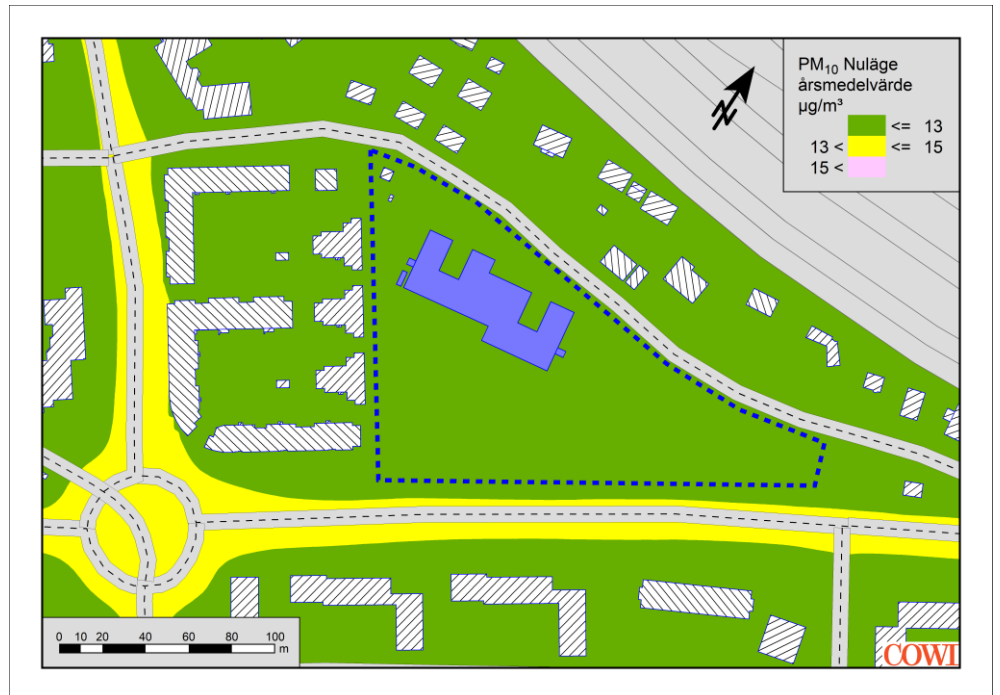 PM₁₀ Nuläge
årsmedelvärde
µg/m³
<= 13
13 < <= 15
15 <
N
0 10 20 40 60 80 100
m
COWI